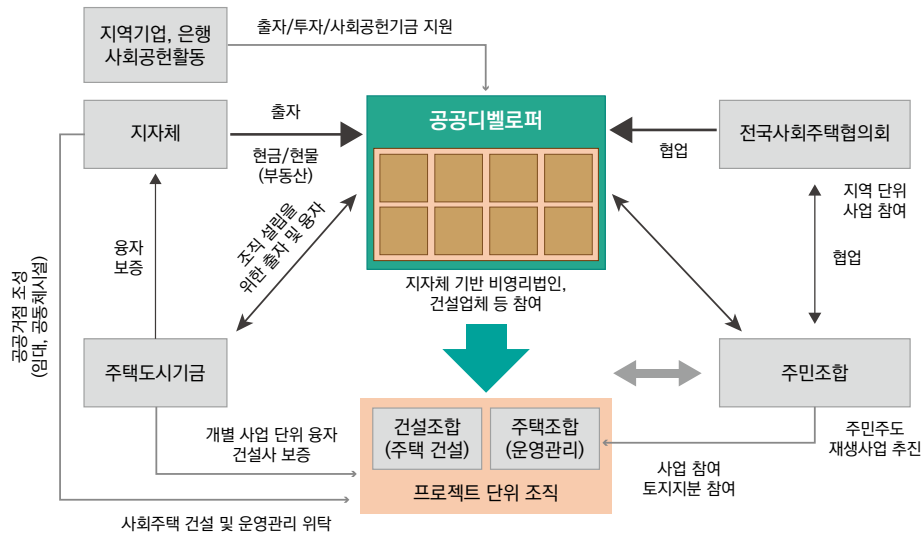 지역기업, 은행
사회공헌활동
출자/투자/사회공헌기금 지원
지자체
출자
현금/현물
(부동산)
공공디벨로퍼
협업
전국사회주택협의회
지역 단위
사업 참여
협업
융자
보증
조직 설립을
위한 출자 및 융자
지자체 기반 비영리법인,
건설업체 등 참여
공공거점 조성
(임대, 공동체시설)
주택도시기금
주민조합
개별 사업 단위 융자
건설사 보증
건설조합
(주택 건설)
주택조합
(운영관리)
프로젝트 단위 조직
주민주도
재생사업 추진
사업 참여
토지지분 참여
사회주택 건설 및 운영관리 위탁